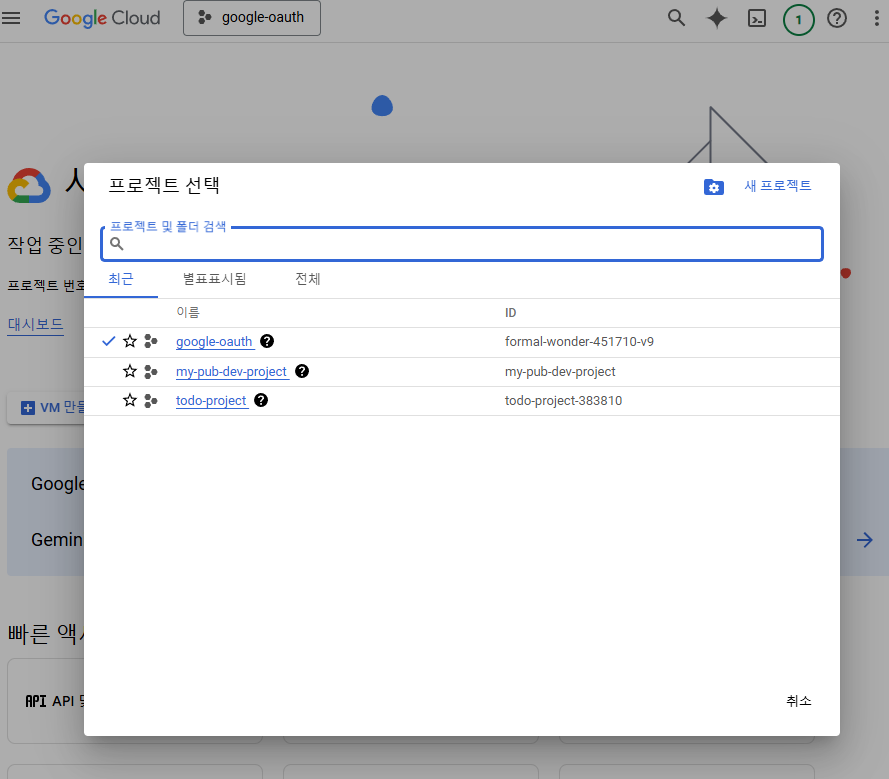 Google Cloud
google-oauth
1
프로젝트 선택
새 프로젝트
프로젝트 및 폴더 검색
최근 별표표시됨 전체
이름 ID
google-oauth formal-wonder-451710-v9
my-pub-dev-project my-pub-dev-project
todo-project todo-project-383810
취소
작업 중인
프로젝트 번호
대시보드
VM 만들
Google
Gemin
빠른 액세
API API 및